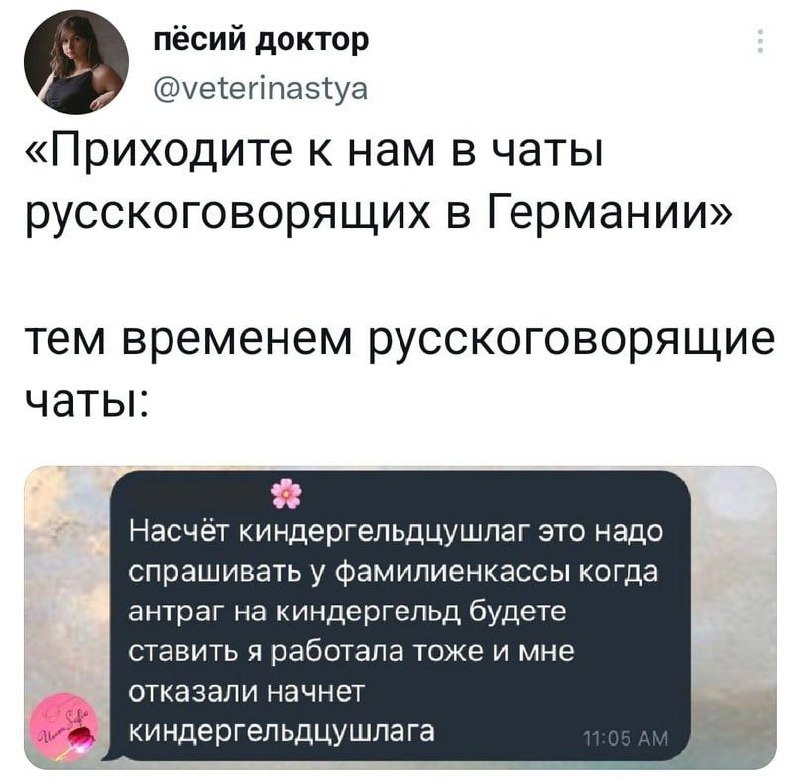 пёсий доктор
@veterinastya
«Приходите к нам в чаты
русскоговорящих в Германии»
тем временем русскоговорящие
чаты:
Насчёт киндергельдцушлаг это надо
спрашивать у фамилиенкассы когда
антраг на киндергельд будете
ставить я работала тоже и мне
отказали начнет
киндергельдцушлага
11:05 AM